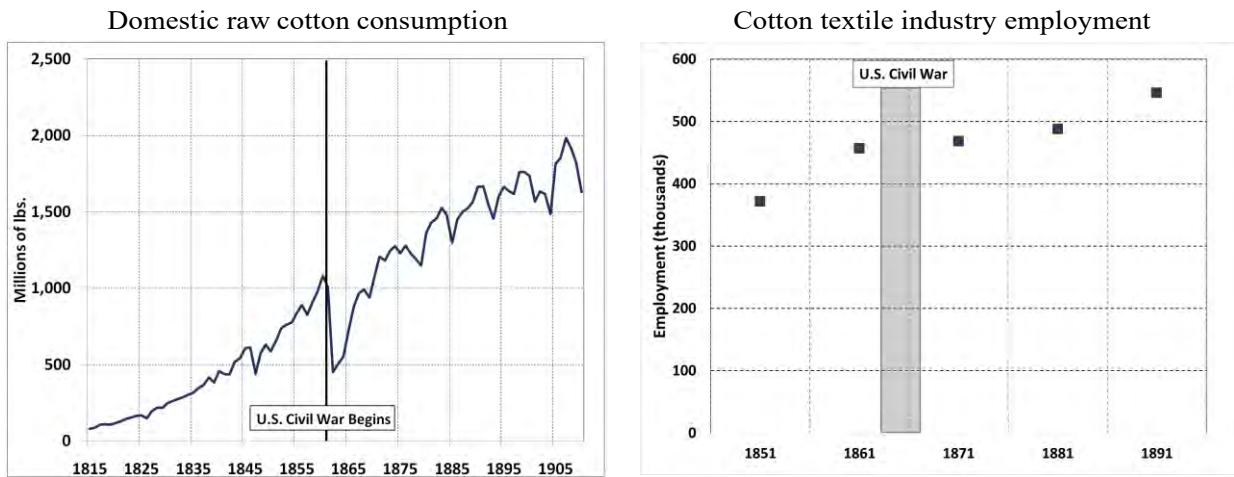 Domestic raw cotton consumption
Millions of lbs.
2,500
2,000
1,500
1,000
500
0
U.S. Civil War Begins
1815 1825 1835 1845 1855 1865 1875 1885 1895 1905
Cotton textile industry employment
Employment (thousands)
600
500
400
300
200
100
0
U.S. Civil War
1851 1861 1871 1881 1891